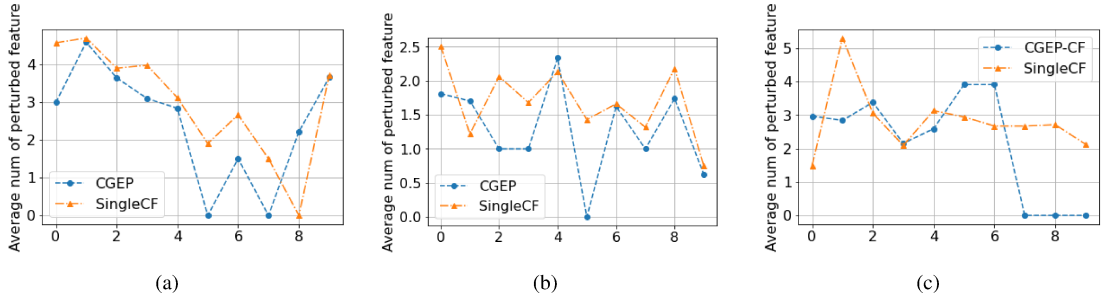 Average num of perturbed feature
4
3
2
1
0
CGEP
SingleCF
0 2 4 6 8
(a)
Average num of perturbed feature
2.5
2.0
1.5
1.0
0.5
0.0
CGEP
SingleCF
0 2 4 6 8
(b)
Average num of perturbed feature
5
4
3
2
1
0
CGEP-CF
SingleCF
0 2 4 6 8
(c)